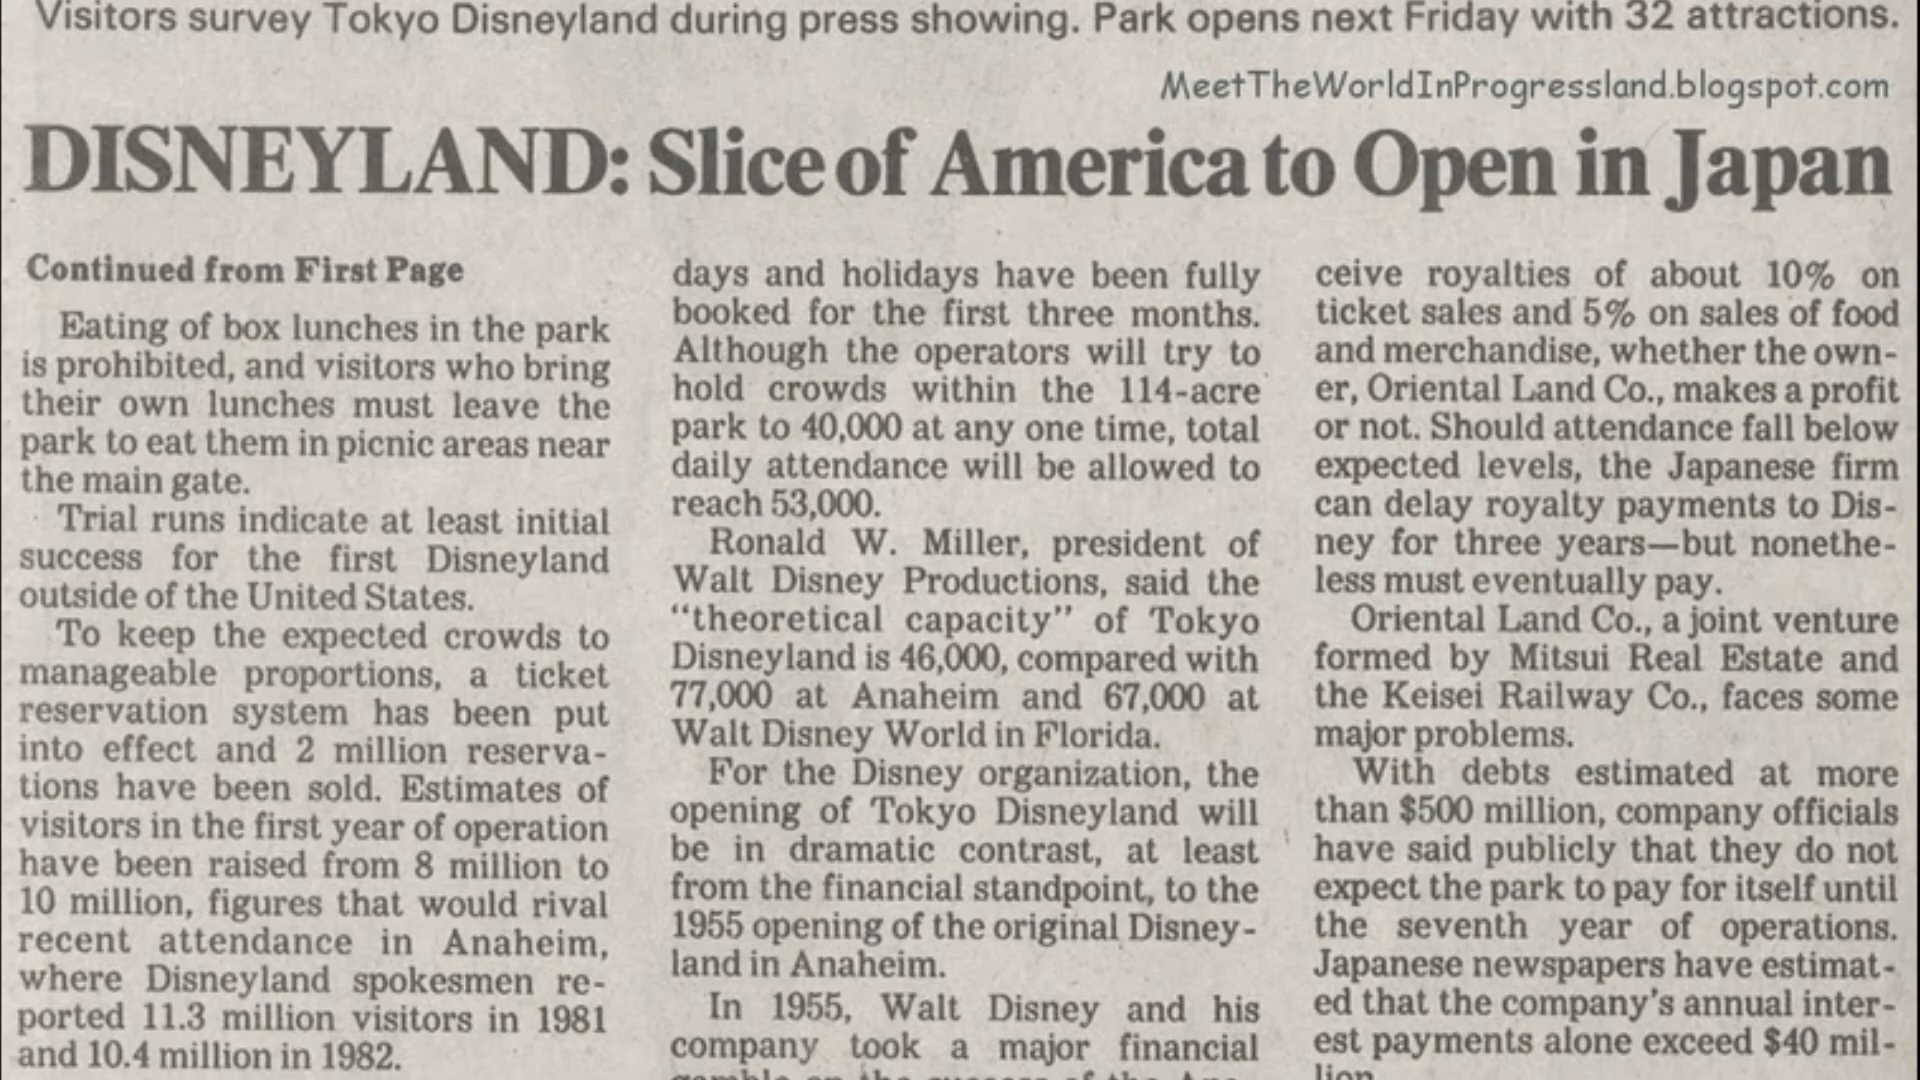 Visitors survey Tokyo Disneyland during press showing. Park opens next Friday with 32 attractions.
MeetTheWorldInProgressland.blogspot.com
DISNEYLAND: Slice of America to Open in Japan
Continued from First Page
Eating of box lunches in the park
is prohibited, and visitors who bring
their own lunches must leave the
park to eat them in picnic areas near
the main gate.
Trial runs indicate at least initial
success for the first Disneyland
outside of the United States.
To keep the expected crowds to
manageable proportions, a ticket
reservation system has been put
into effect and 2 million reserva-
tions have been sold. Estimates of
visitors in the first year of operation
have been raised from 8 million to
10 million, figures that would rival
recent attendance in Anaheim,
where Disneyland spokesmen re-
ported 11.3 million visitors in 1981
and 10.4 million in 1982.
days and holidays have been fully
booked for the first three months.
Although the operators will try to
hold crowds within the 114-acre
park to 40,000 at any one time, total
daily attendance will be allowed to
reach 53,000.
Ronald W. Miller, president of
Walt Disney Productions, said the
"theoretical capacity" of Tokyo
Disneyland is 46,000, compared with
77,000 at Anaheim and 67,000 at
Walt Disney World in Florida.
For the Disney organization, the
opening of Tokyo Disneyland will
be in dramatic contrast, at least
from the financial standpoint, to the
1955 opening of the original Disney-
land in Anaheim.
In 1955, Walt Disney and his
company took a major financial
gamble on the success of the
ceive royalties of about 10% on
ticket sales and 5% on sales of food
and merchandise, whether the own-
er, Oriental Land Co., makes a profit
or not. Should attendance fall below
expected levels, the Japanese firm
can delay royalty payments to Dis-
ney for three years—but nonethe-
less must eventually pay.
Oriental Land Co., a joint venture
formed by Mitsui Real Estate and
the Keisei Railway Co., faces some
major problems.
With debts estimated at more
than $500 million, company officials
have said publicly that they do not
expect the park to pay for itself until
the seventh year of operations.
Japanese newspapers have estimat-
ed that the company's annual inter-
est payments alone exceed $40 mil-
lion.